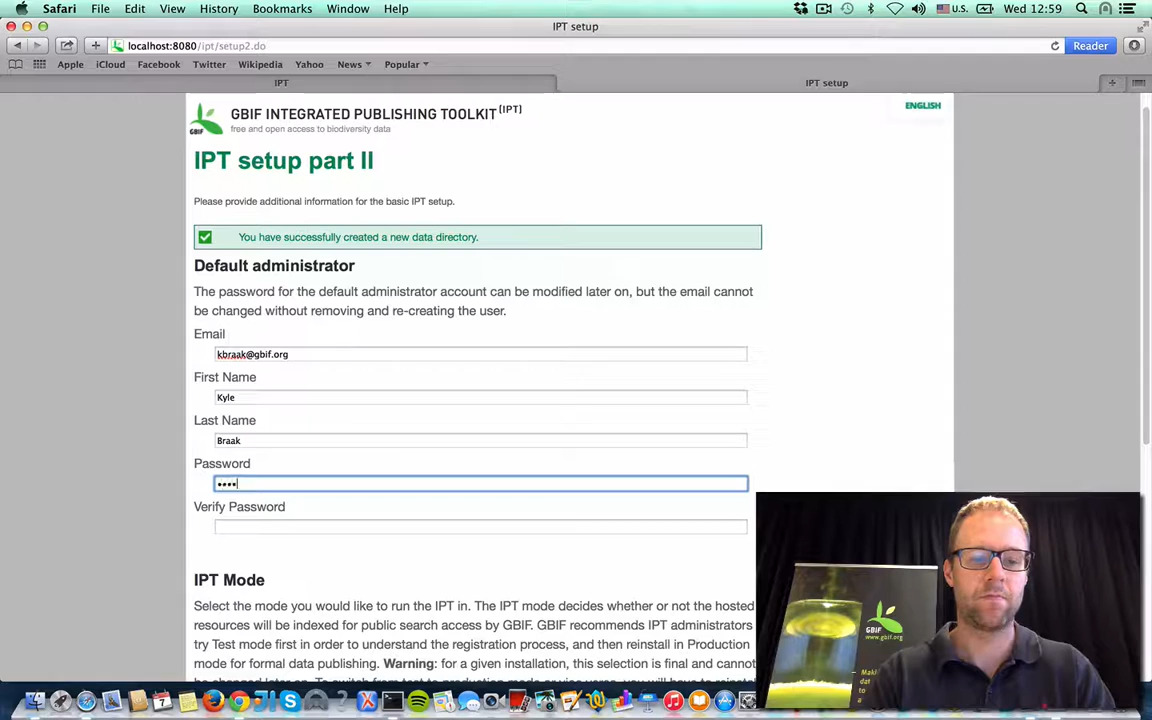 Safari File Edit View History Bookmarks Window Help U.S. Wed 12:59
IPT setup
localhost:8080/ipt/setup2.do Reader
Apple iCloud Facebook Twitter Wikipedia Yahoo News Popular
IPT IPT setup
GBIF GBIF INTEGRATED PUBLISHING TOOLKIT [IPT] ENGLISH
free and open access to biodiversity data
IPT setup part II
Please provide additional information for the basic IPT setup.
You have successfully created a new data directory.
Default administrator
The password for the default administrator account can be modified later on, but the email cannot
be changed without removing and re-creating the user.
Email
kbraak@gbif.org
First Name
Kyle
Last Name
Braak
Password
••••
Verify Password
IPT Mode
Select the mode you would like to run the IPT in. The IPT mode decides whether or not the hosted
resources will be indexed for public search access by GBIF. GBIF recommends IPT administrators
try Test mode first in order to understand the registration process, and then reinstall in Production
mode for formal data publishing. Warning: for a given installation, this selection is final and cannot
GBIF
www.gbif.org